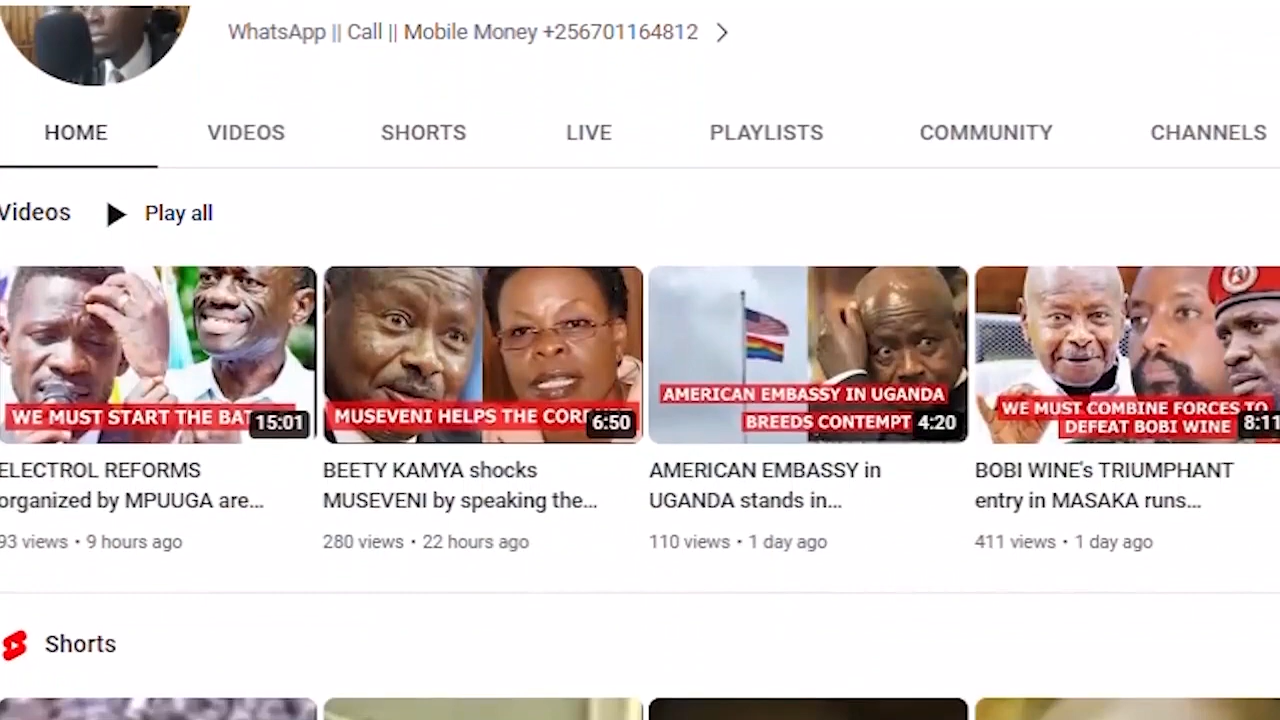 WhatsApp || Call || Mobile Money +256701164812
HOME VIDEOS SHORTS LIVE PLAYLISTS COMMUNITY CHANNELS
Videos Play all
WE MUST START THE 15:01
MUSEVENI HELPS THE 6:50
AMERICAN EMBASSY IN UGANDA
BREEDS CONTEMPT 4:20
WE MUST COMBINE FORCES TO
DEFEAT BOBI WINE 8:11
ELECTROL REFORMS
organized by MPUUGA are...
93 views • 9 hours ago
BEETY KAMYA shocks
MUSEVENI by speaking the...
280 views • 22 hours ago
AMERICAN EMBASSY in
UGANDA stands in...
110 views • 1 day ago
BOBI WINE's TRIUMPHANT
entry in MASAKA runs...
411 views • 1 day ago
Shorts